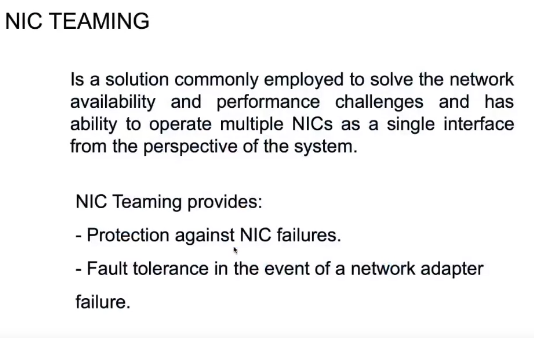 NIC TEAMING
Is a solution commonly employed to solve the network
availability and performance challenges and has
ability to operate multiple NICs as a single interface
from the perspective of the system.
NIC Teaming provides:
- Protection against NIC failures.
- Fault tolerance in the event of a network adapter
failure.